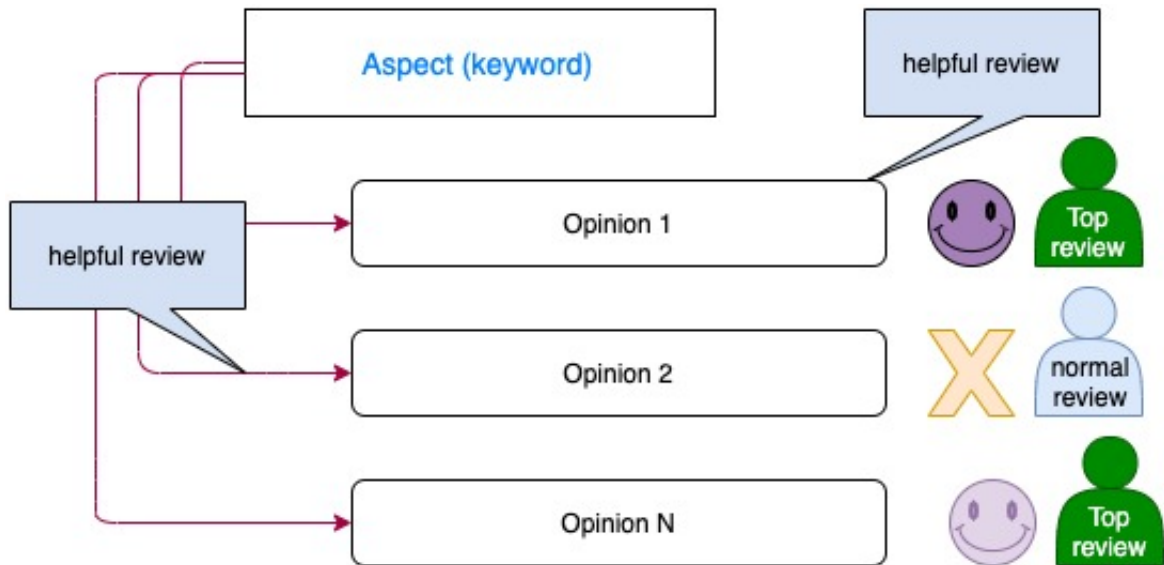 Aspect (keyword)
helpful review
helpful review
Opinion 1
Top
review
Opinion 2
normal
review
Opinion N
Top
review